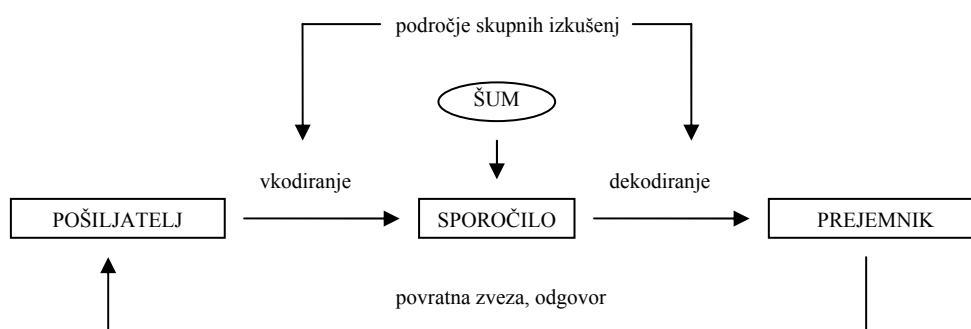 področje skupnih izkušenj
ŠUM
vkodiranje
dekodiranje
POŠILJATELJ
SPOROČILO
PREJEMNIK
povratna zveza, odgovor